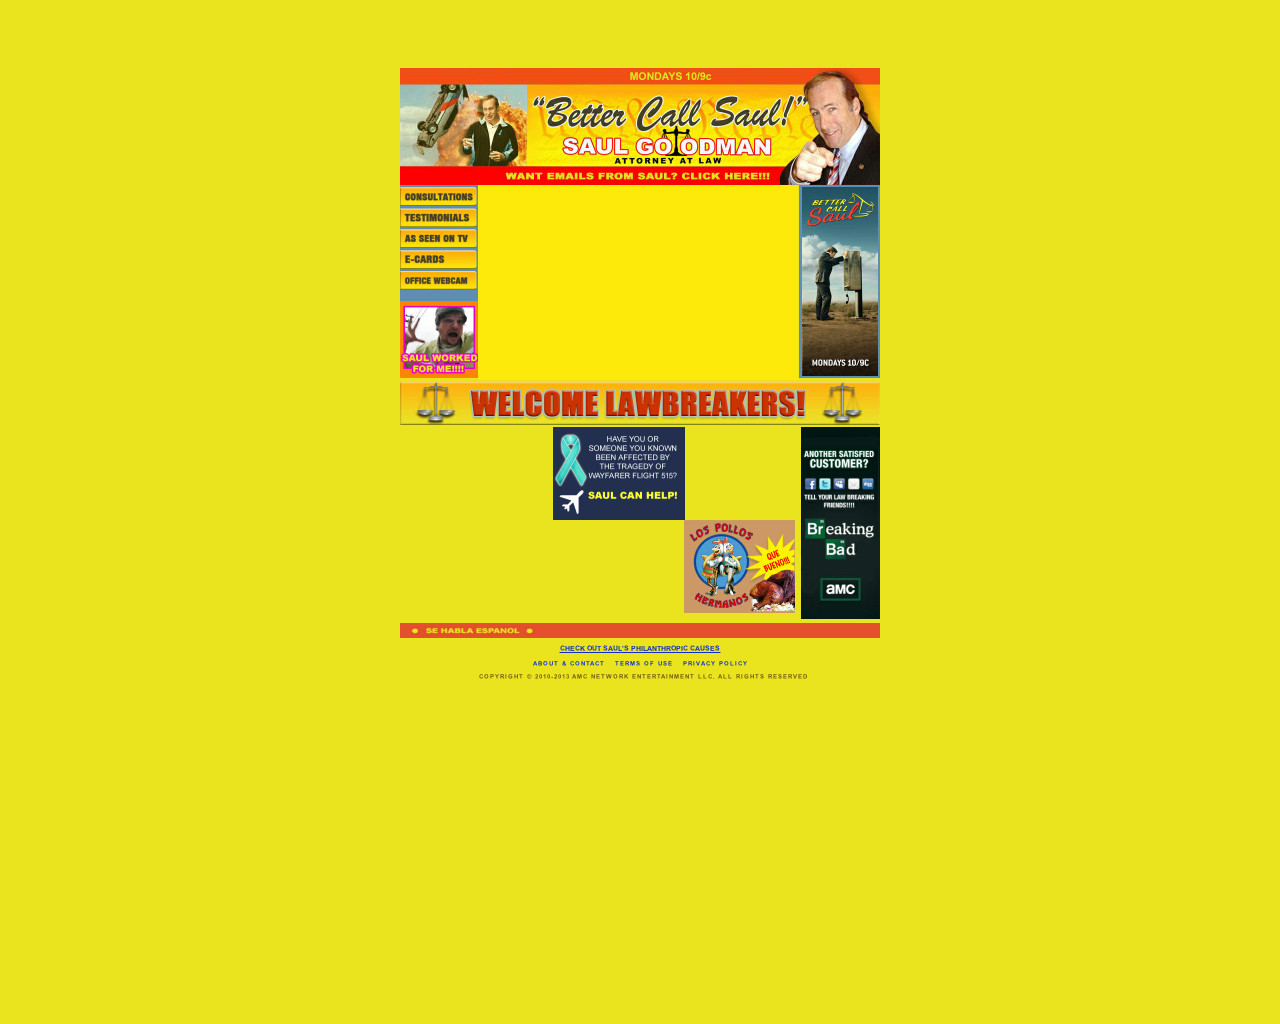 MONDAYS 10/9c
"Better Call Saul!"
SAUL GOODMAN
ATTORNEY AT LAW
WANT EMAILS FROM SAUL? CLICK HERE!!!
CONSULTATIONS
TESTIMONIALS
AS SEEN ON TV
E-CARDS
OFFICE WEBCAM
SAUL WORKED
FOR ME!!!!
BETTER
CALL
Saul
MONDAYS 10/9C
WELCOME LAWBREAKERS!
HAVE YOU OR
SOMEONE YOU KNOWN
BEEN AFFECTED BY
THE TRAGEDY OF
WAYFARER FLIGHT 515?
SAUL CAN HELP!
LOS POLLOS
HERMANOS
QUE
BUENO!!!
ANOTHER SATISFIED
CUSTOMER?
TELL YOUR LAW BREAKING
FRIENDS!!!!
Breaking
Bad
aMC
SE HABLA ESPANOL
CHECK OUT SAUL'S PHILANTHROPIC CAUSES
ABOUT & CONTACT TERMS OF USE PRIVACY POLICY
COPYRIGHT © 2010-2013 AMC NETWORK ENTERTAINMENT LLC. ALL RIGHTS RESERVED